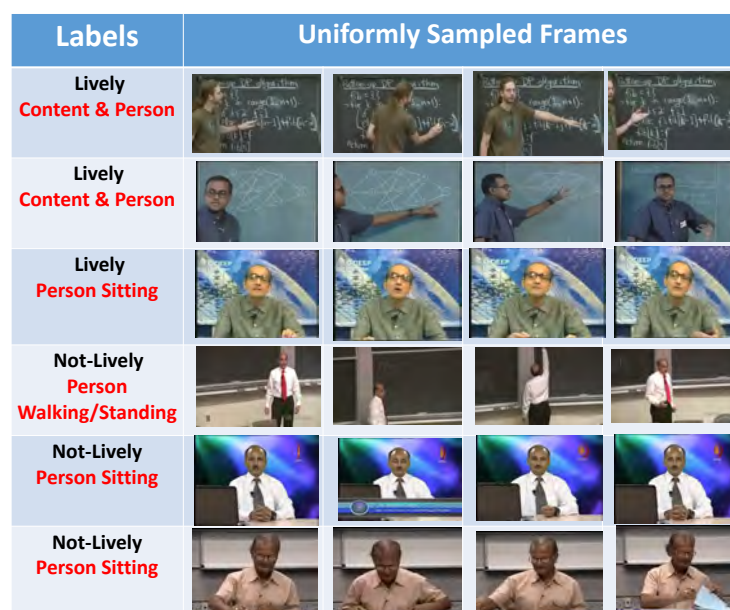 Labels
Uniformly Sampled Frames
Lively
Content & Person
Lively
Content & Person
Lively
Person Sitting
Not-Lively
Person
Walking/Standing
Not-Lively
Person Sitting
Not-Lively
Person Sitting